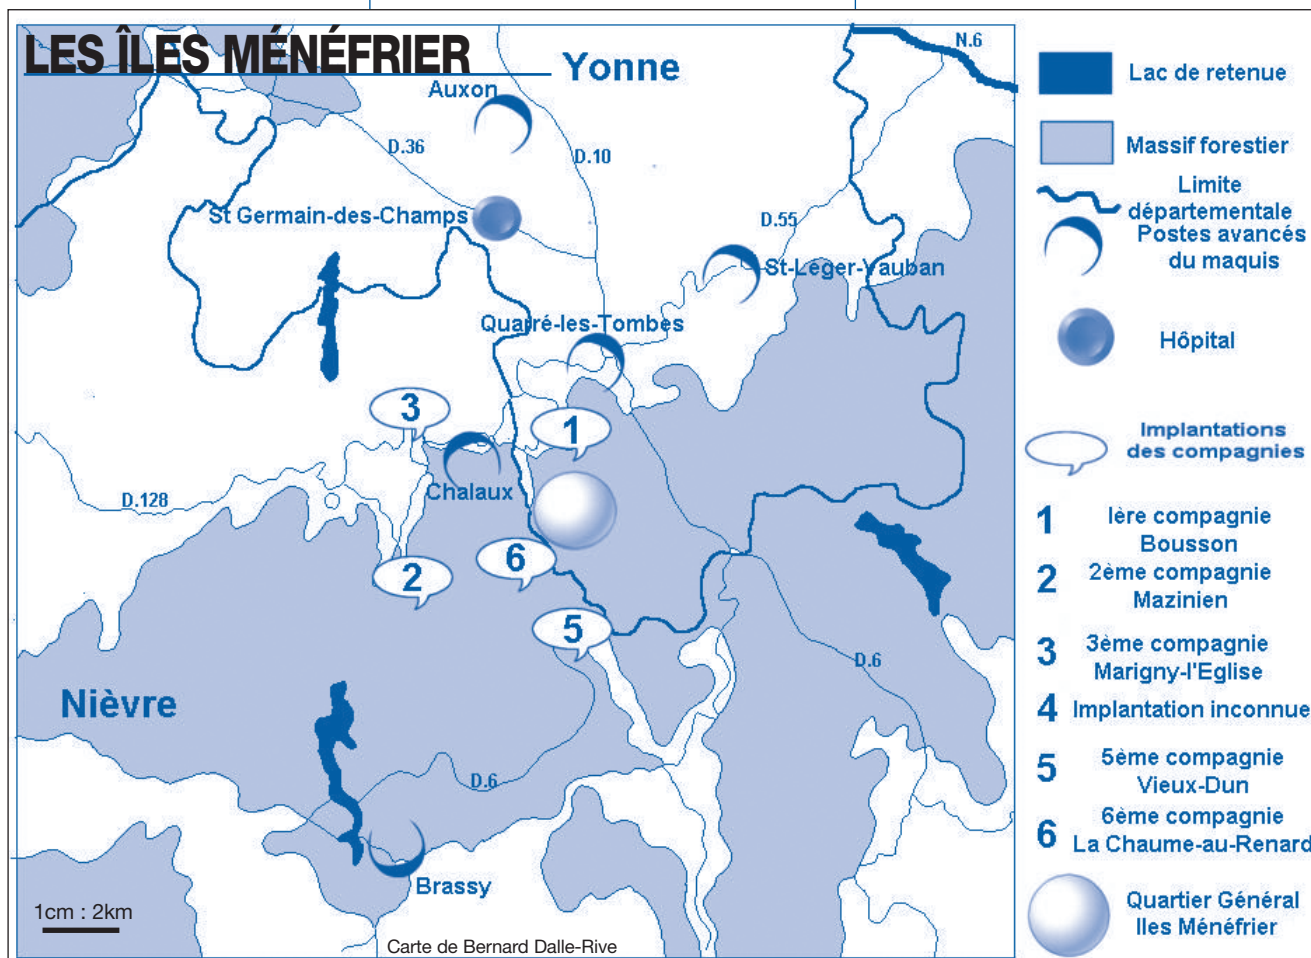 LES ÎLES MÉNÉFRIER
Yonne
N.6
Auxon
D.36
D.10
St Germain-des-Champs
D.55
St-Léger-Vauban
Quarré-les-Tombes
3
1
Chalaux
D.128
6
2
5
D.6
Nièvre
D.6
Brassy
1cm : 2km
Carte de Bernard Dalle-Rive
Lac de retenue
Massif forestier
Limite
départementale
Postes avancés
du maquis
Hôpital
Implantations
des compagnies
1 Ière compagnie
Bousson
2 2ème compagnie
Mazinien
3 3ème compagnie
Marigny-l'Eglise
4 Implantation inconnue
5 5ème compagnie
Vieux-Dun
6 6ème compagnie
La Chaume-au-Renard
Quartier Général
Iles Ménéfrier